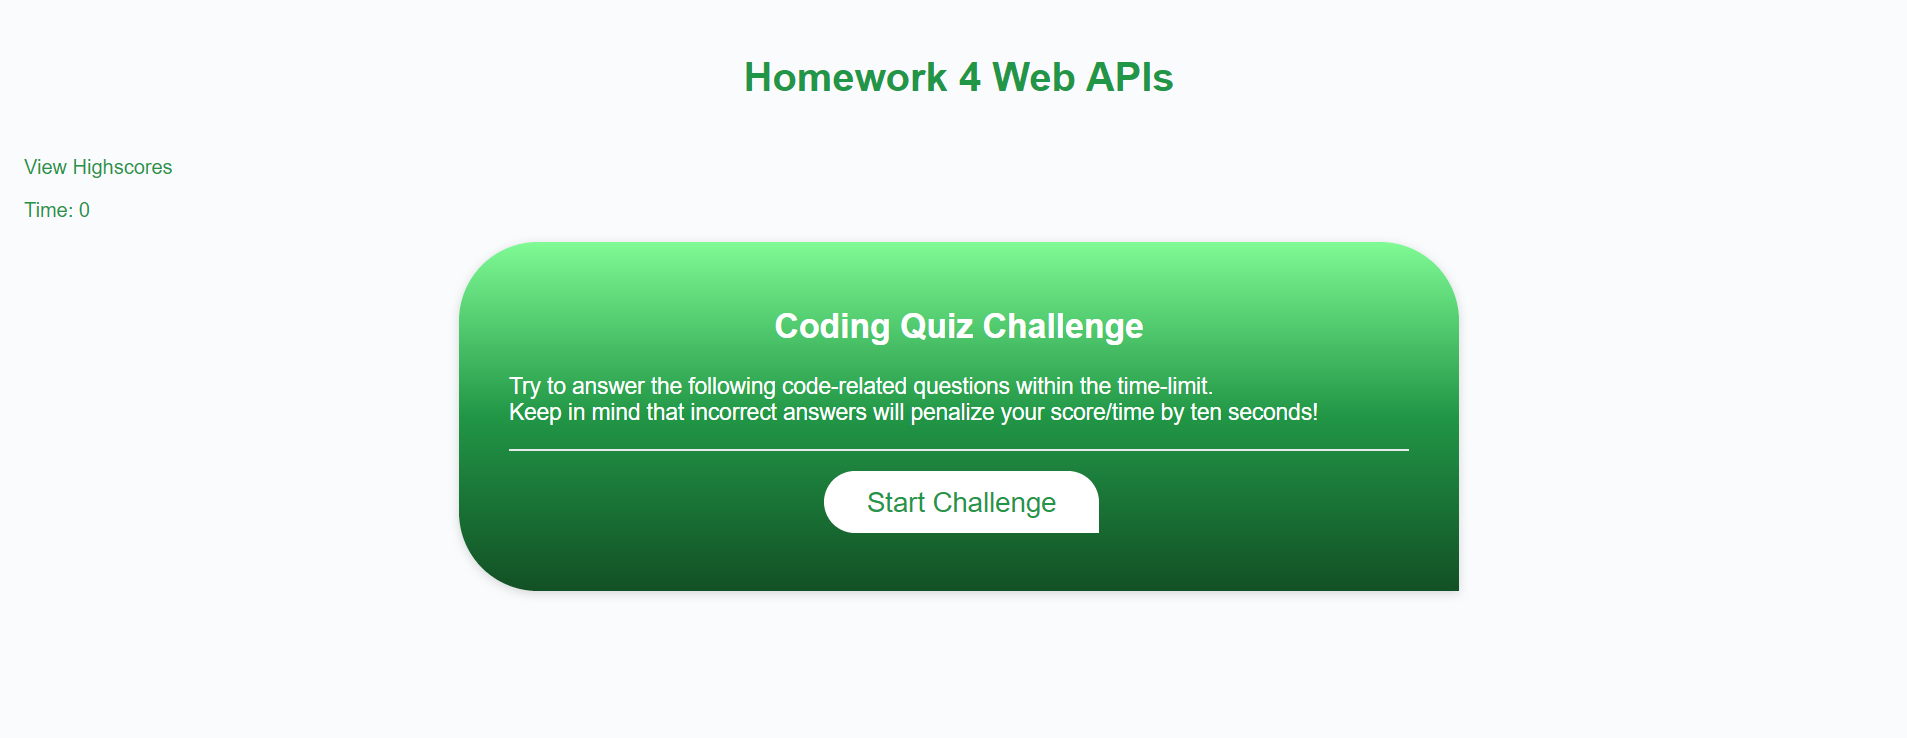 Homework 4 Web APIs
View Highscores
Time: 0
Coding Quiz Challenge
Try to answer the following code-related questions within the time-limit.
Keep in mind that incorrect answers will penalize your score/time by ten seconds!
Start Challenge